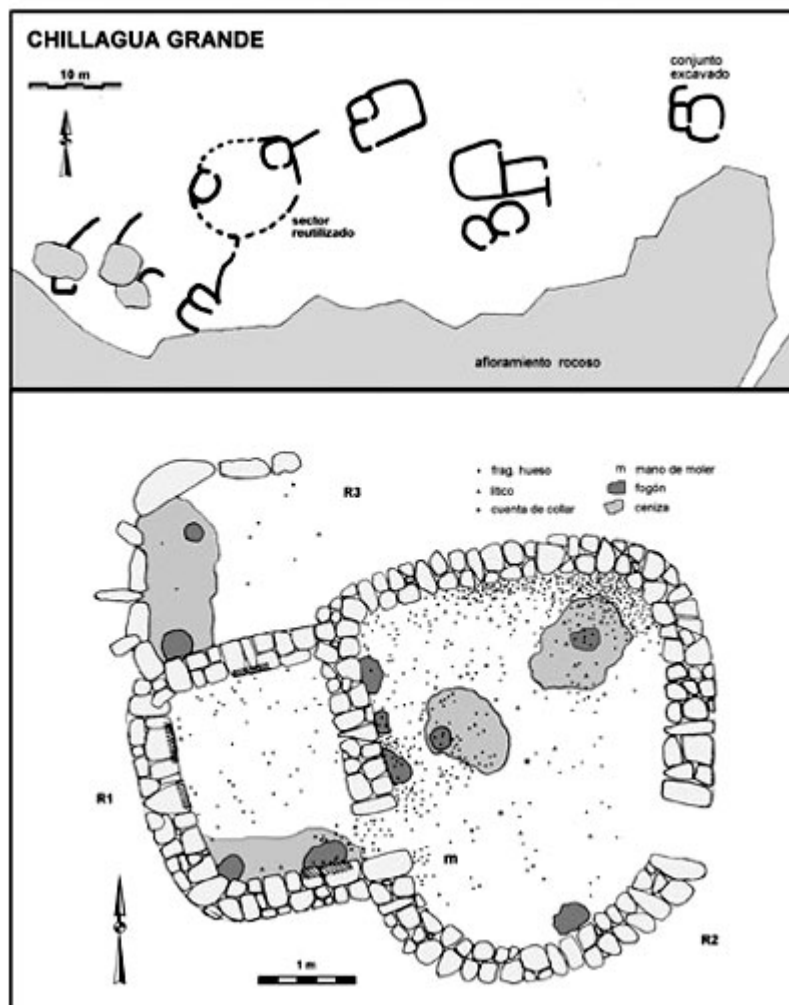 CHILLAGUA GRANDE
10 m
conjunto
excavado
sector
reutilizado
afloramiento rocoso
R3
frag. hueso
lítico
cuenta de collar
m mano de moler
fogón
ceniza
R1
m
R2
1 m